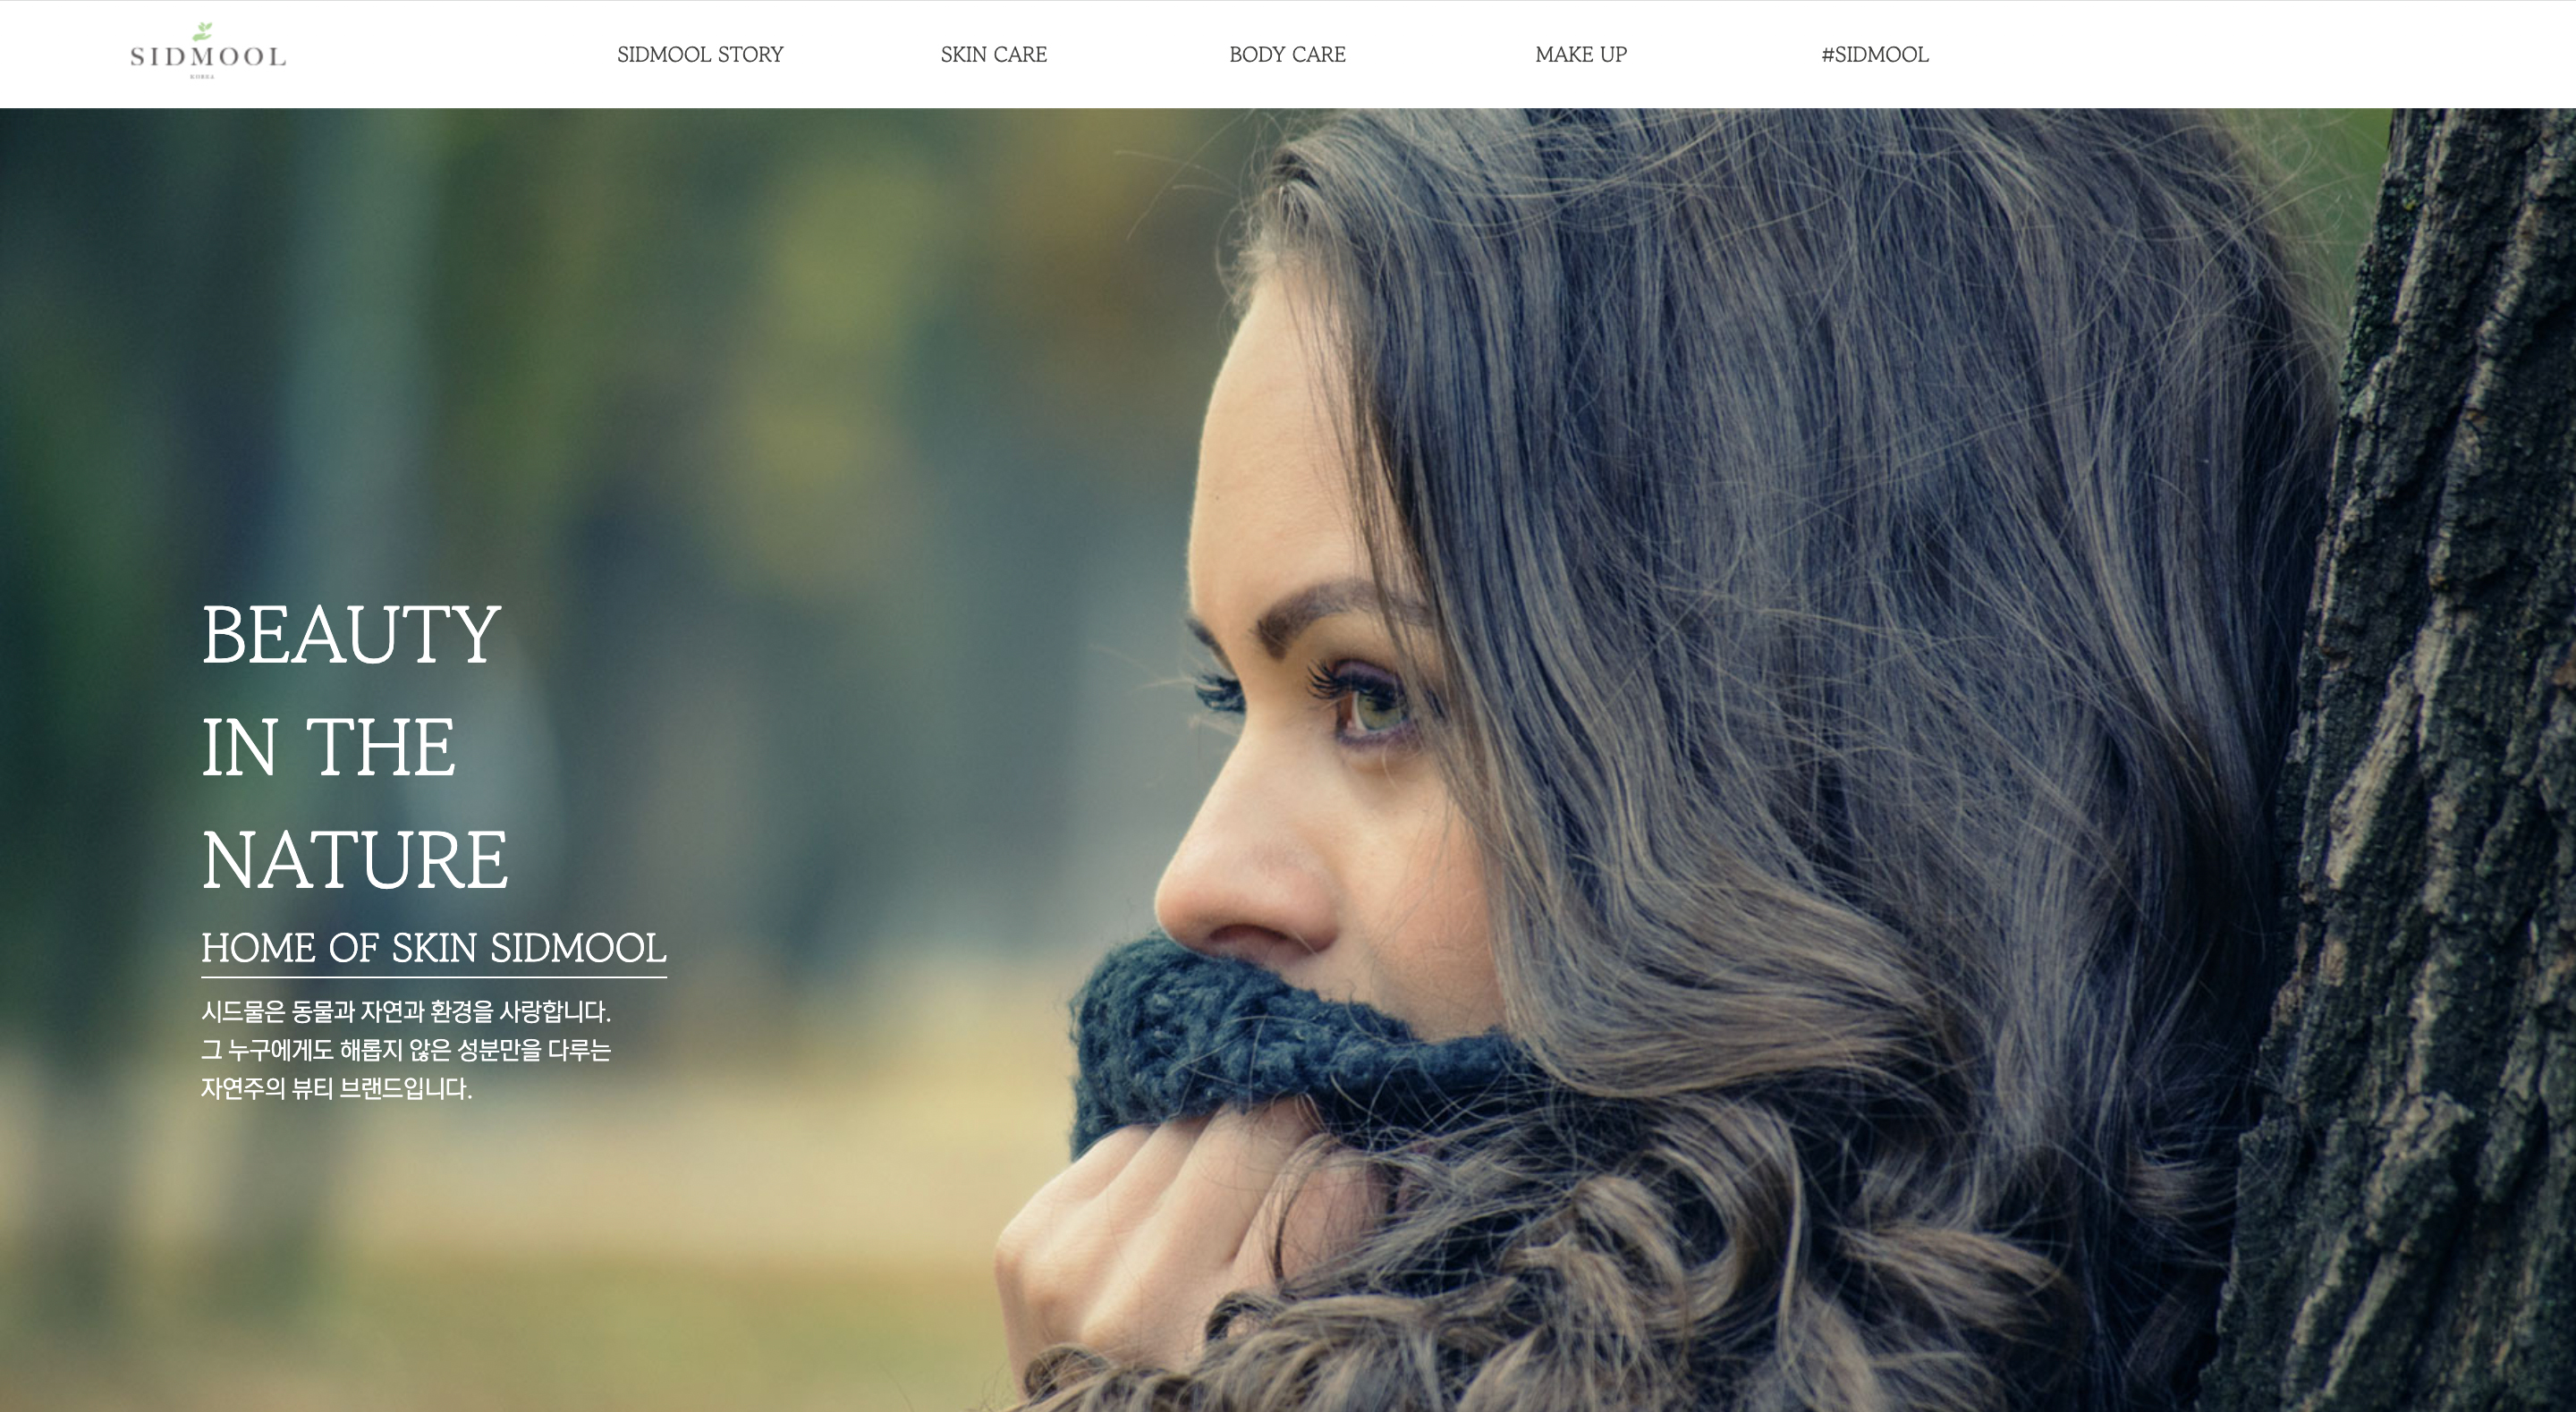 SIDMOOL
KOREA
SIDMOOL STORY
SKIN CARE
BODY CARE
MAKE UP
#SIDMOOL
BEAUTY
IN THE
NATURE
HOME OF SKIN SIDMOOL
시드물은 동물과 자연과 환경을 사랑합니다.
그 누구에게도 해롭지 않은 성분만을 다루는
자연주의 뷰티 브랜드입니다.